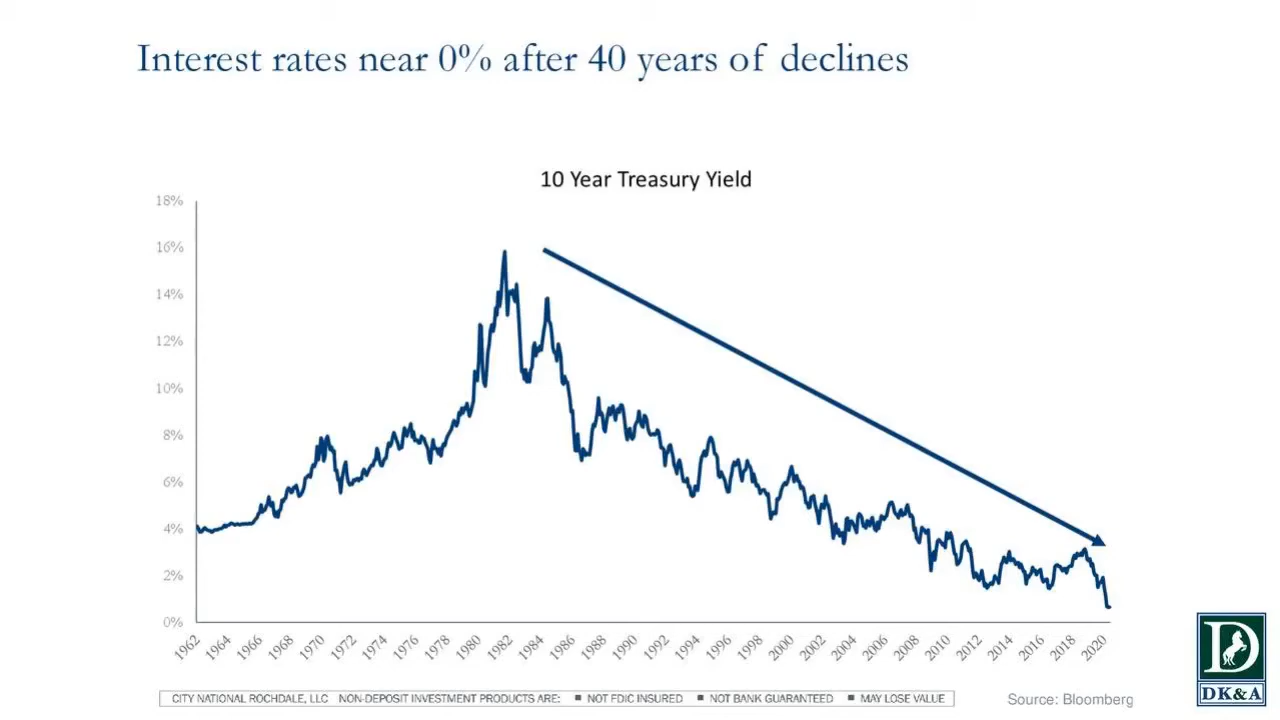 Interest rates near 0% after 40 years of declines
10 Year Treasury Yield
18%
16%
14%
12%
10%
8%
6%
4%
2%
0%
1962 1964 1966 1968 1970 1972 1974 1976 1978 1980 1982 1984 1986 1988 1990 1992 1994 1996 1998 2000 2002 2004 2006 2008 2010 2012 2014 2016 2018 2020
CITY NATIONAL ROCHDALE, LLC NON-DEPOSIT INVESTMENT PRODUCTS ARE: ■ NOT FDIC INSURED ■ NOT BANK GUARANTEED ■ MAY LOSE VALUE
Source: Bloomberg
D
DK&A